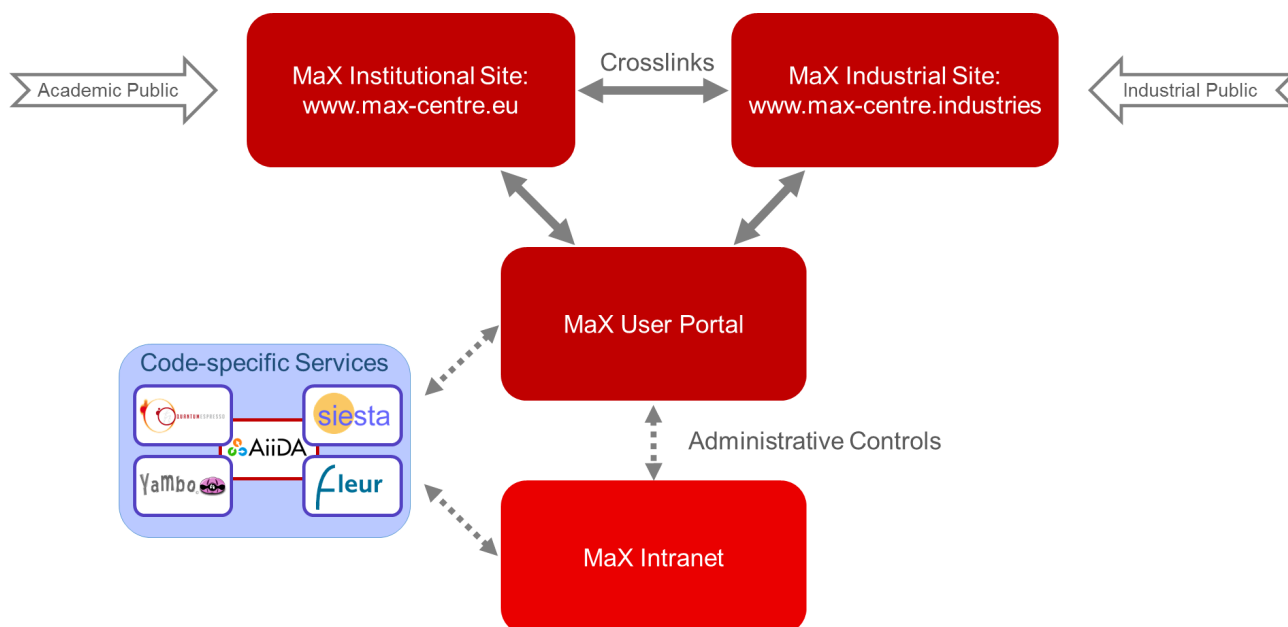 MaX Institutional Site:
www.max-centre.eu
Crosslinks
MaX Industrial Site:
www.max-centre.industries
Academic Public
Industrial Public
MaX User Portal
Code-specific Services
QUANTUMESPRESSO
siesta
AiiDA
Yambo
fleur
Administrative Controls
MaX Intranet